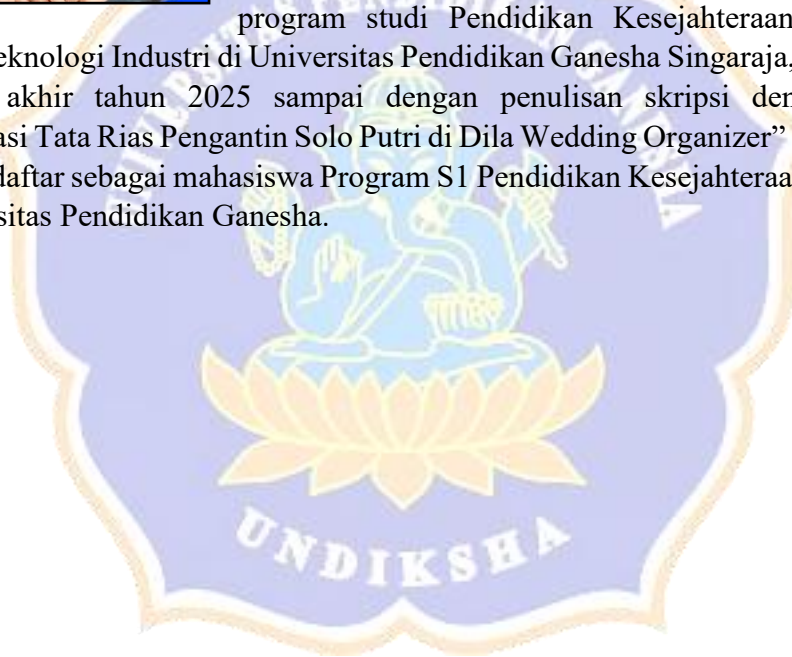 program studi Pendidikan Kesejahteraan
eknologi Industri di Universitas Pendidikan Ganesha Singaraja,
akhir tahun 2025 sampai dengan penulisan skripsi den
asi Tata Rias Pengantin Solo Putri di Dila Wedding Organizer”
daftar sebagai mahasiswa Program S1 Pendidikan Kesejahteraa
sitas Pendidikan Ganesha.
UNDIKSHA